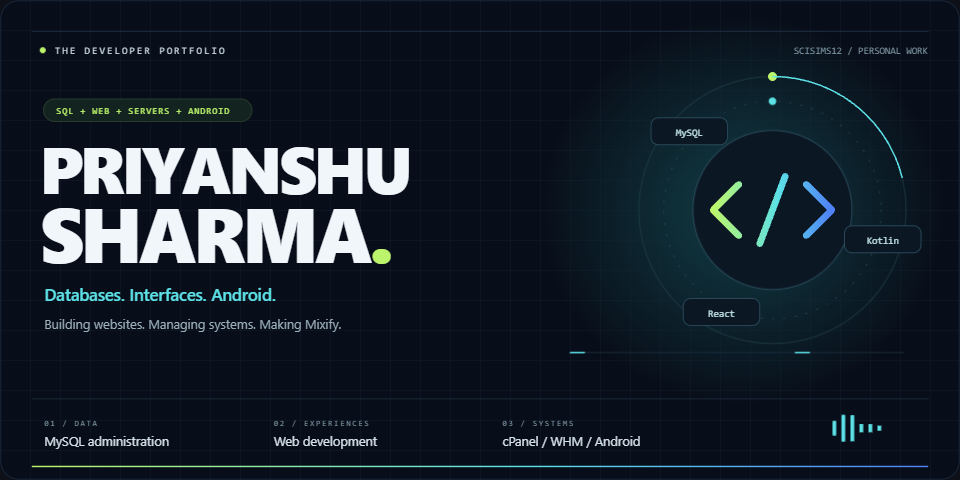 THE DEVELOPER PORTFOLIO
SCISIMS12 / PERSONAL WORK
SQL + WEB + SERVERS + ANDROID
PRIYANSHU
SHARMA.
Databases. Interfaces. Android.
Building websites. Managing systems. Making Mixify.
MySQL
</>
Kotlin
React
01 / DATA
MySQL administration
02 / EXPERIENCES
Web development
03 / SYSTEMS
cPanel / WHM / Android